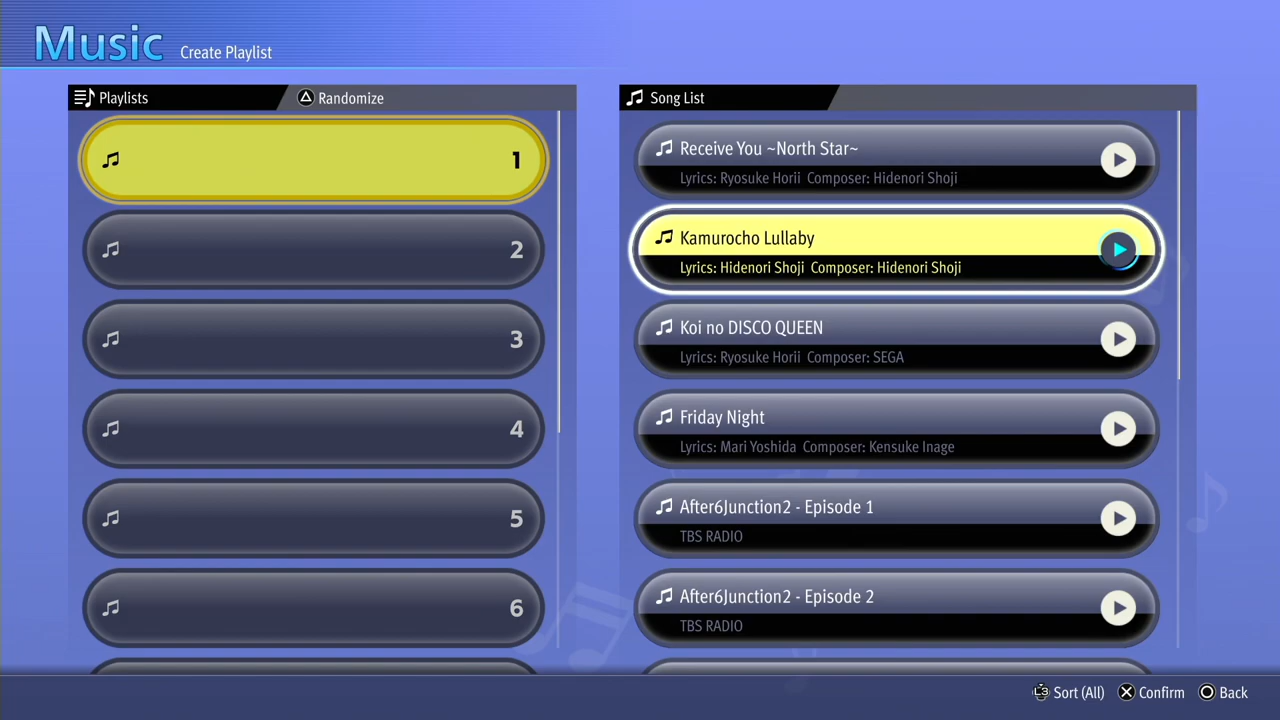 Music Create Playlist
Playlists
Randomize
1
2
3
4
5
6
Song List
Receive You ~North Star~
Lyrics: Ryosuke Horii Composer: Hidenori Shoji
Kamurocho Lullaby
Lyrics: Hidenori Shoji Composer: Hidenori Shoji
Koi no DISCO QUEEN
Lyrics: Ryosuke Horii Composer: SEGA
Friday Night
Lyrics: Mari Yoshida Composer: Kensuke Inage
After6Junction2 - Episode 1
TBS RADIO
After6Junction2 - Episode 2
TBS RADIO
L3 Sort (All) Confirm Back